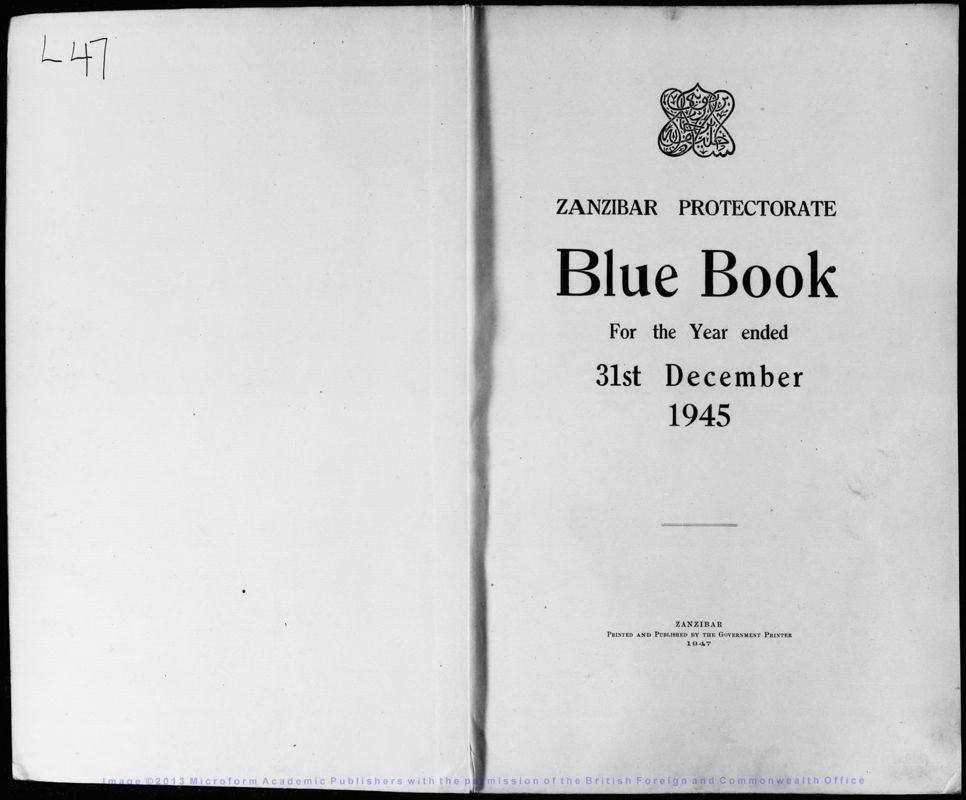 L 47
ZANZIBAR PROTECTORATE
Blue Book
For the Year ended
31st December
1945
ZANZIBAR
PRINTED AND PUBLISHED BY THE GOVERNMENT PRINTER
1947
Image ©2013 Microform Academic Publishers with the permission of the British Foreign and Commonwealth Office